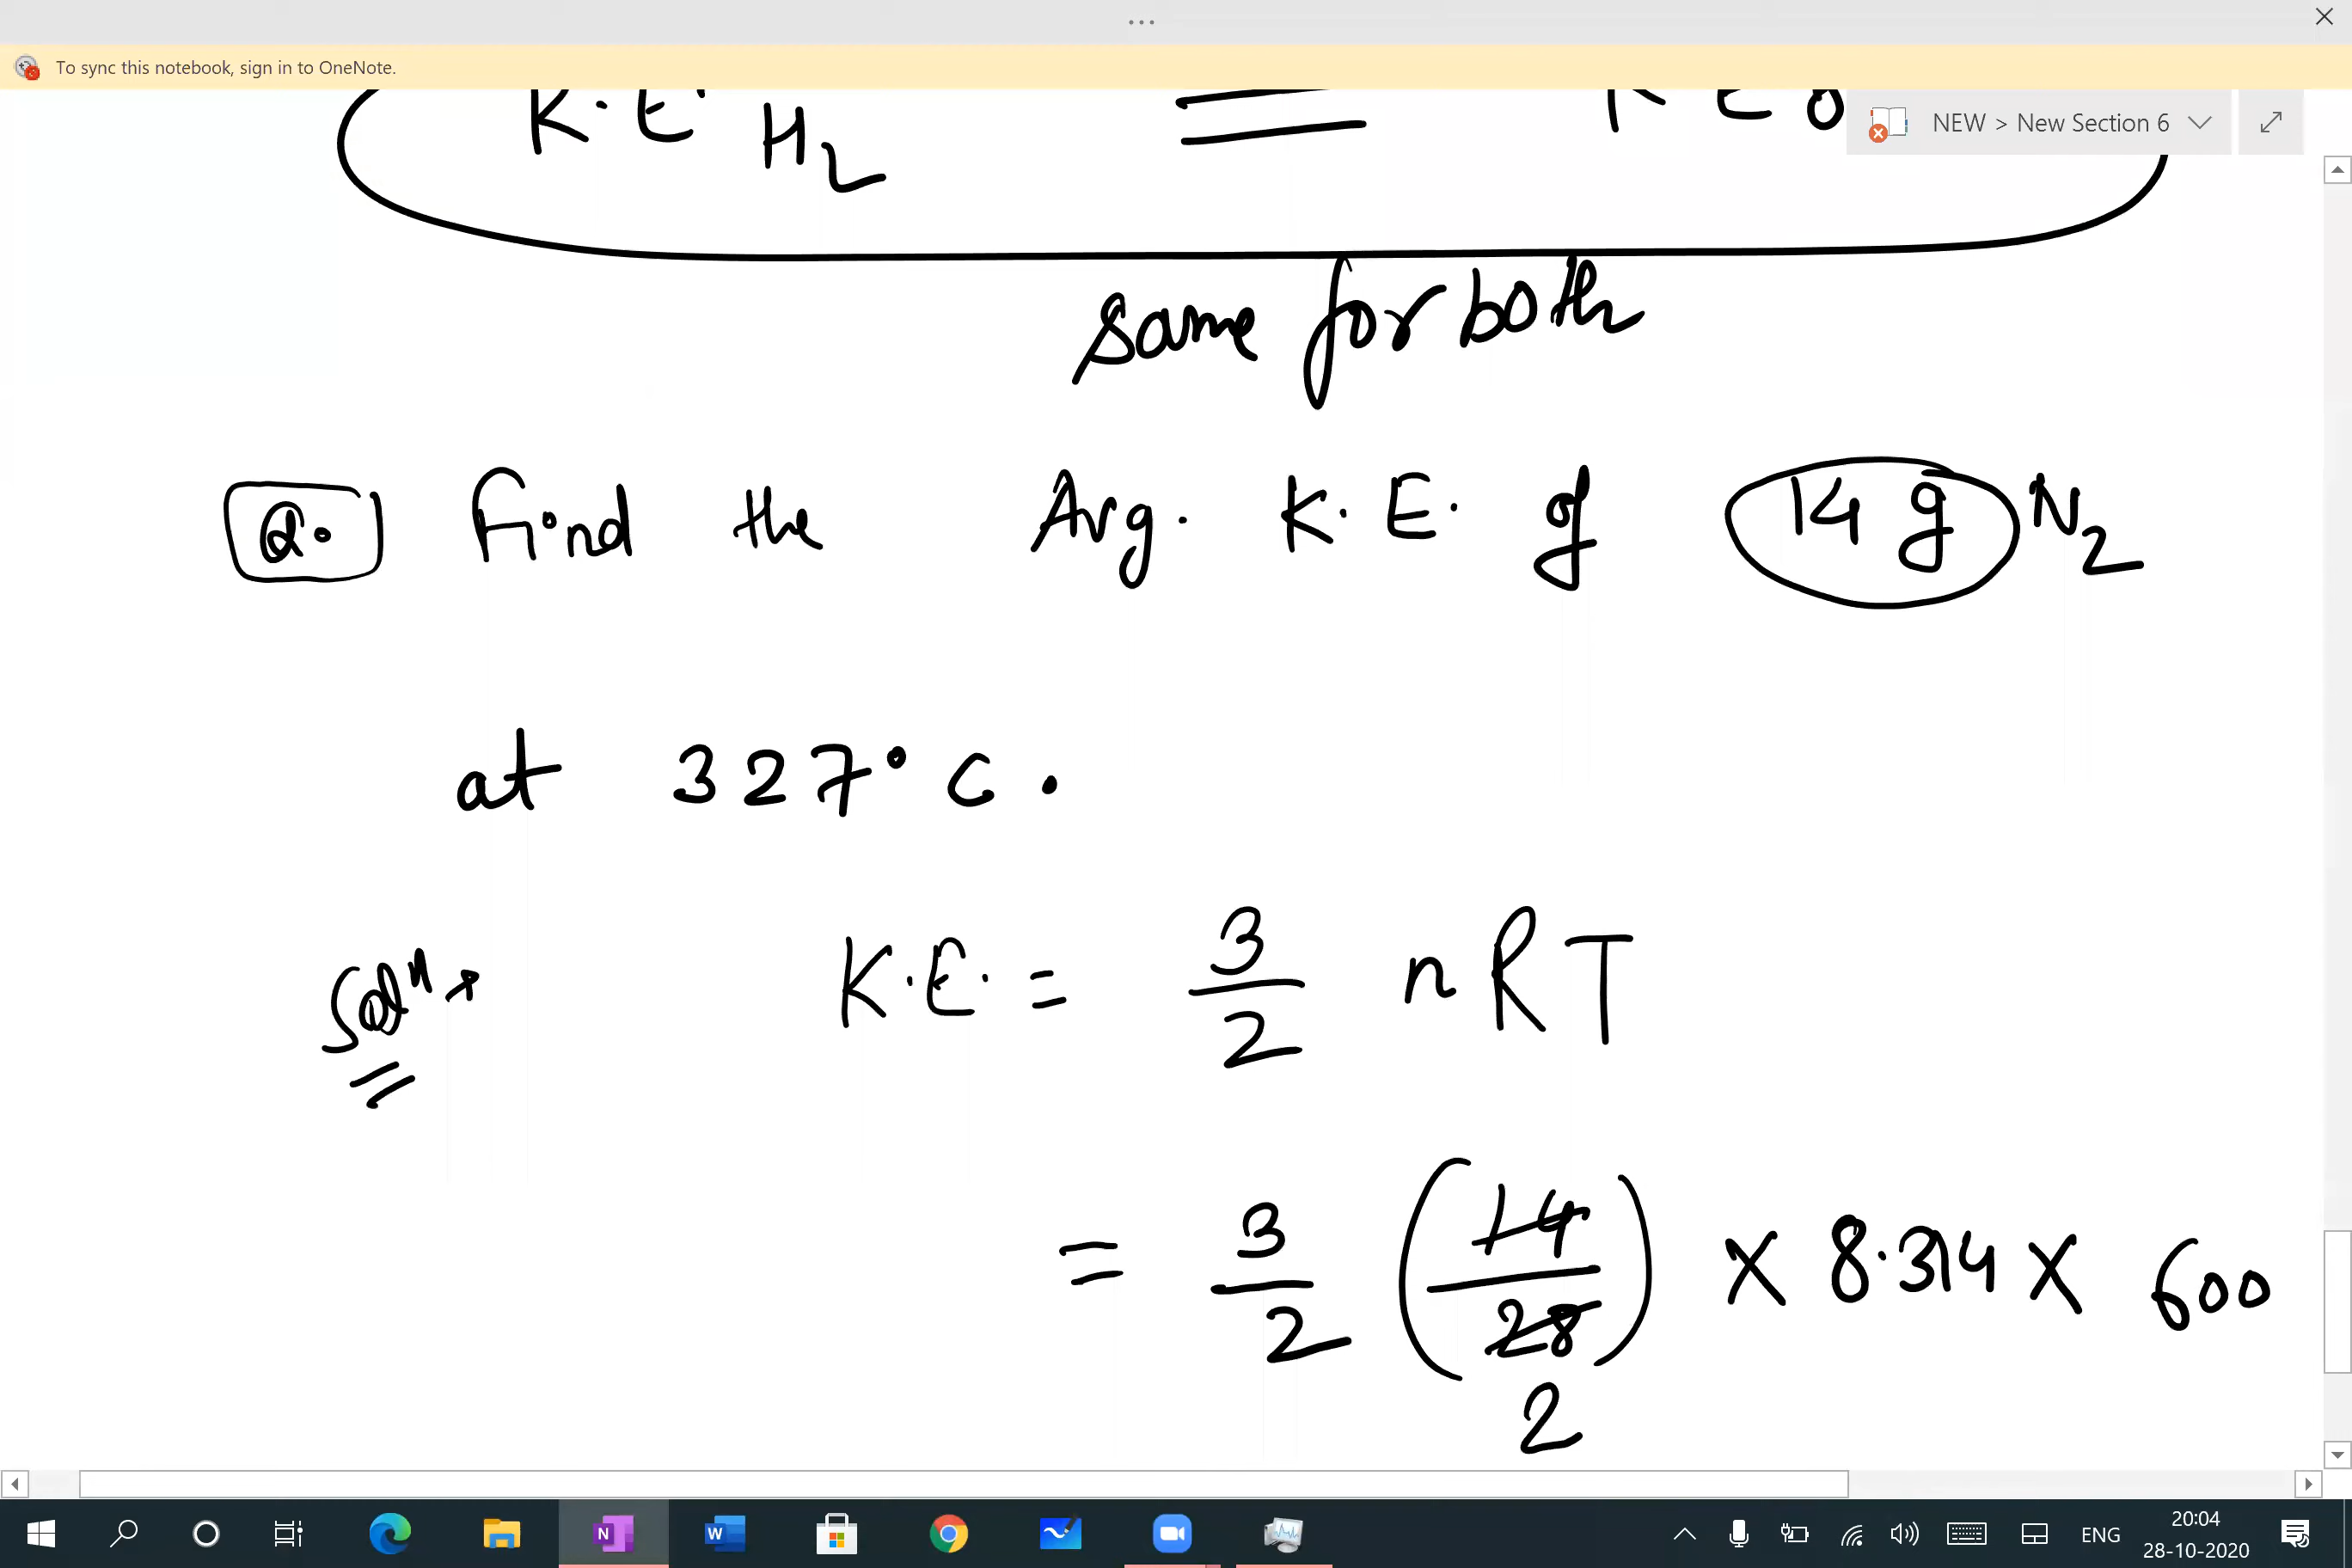 To sync this notebook, sign in to OneNote.
K.E. H2 = K E
NEW > New Section 6
same for both
Q. Find the Avg. K.E. of 14 g N2
at 327° C.
Solⁿ
K.E. = 3/2 nRT
= 3/2 (14/28) × 8.314 × 600
2
ENG
20:04
28-10-2020